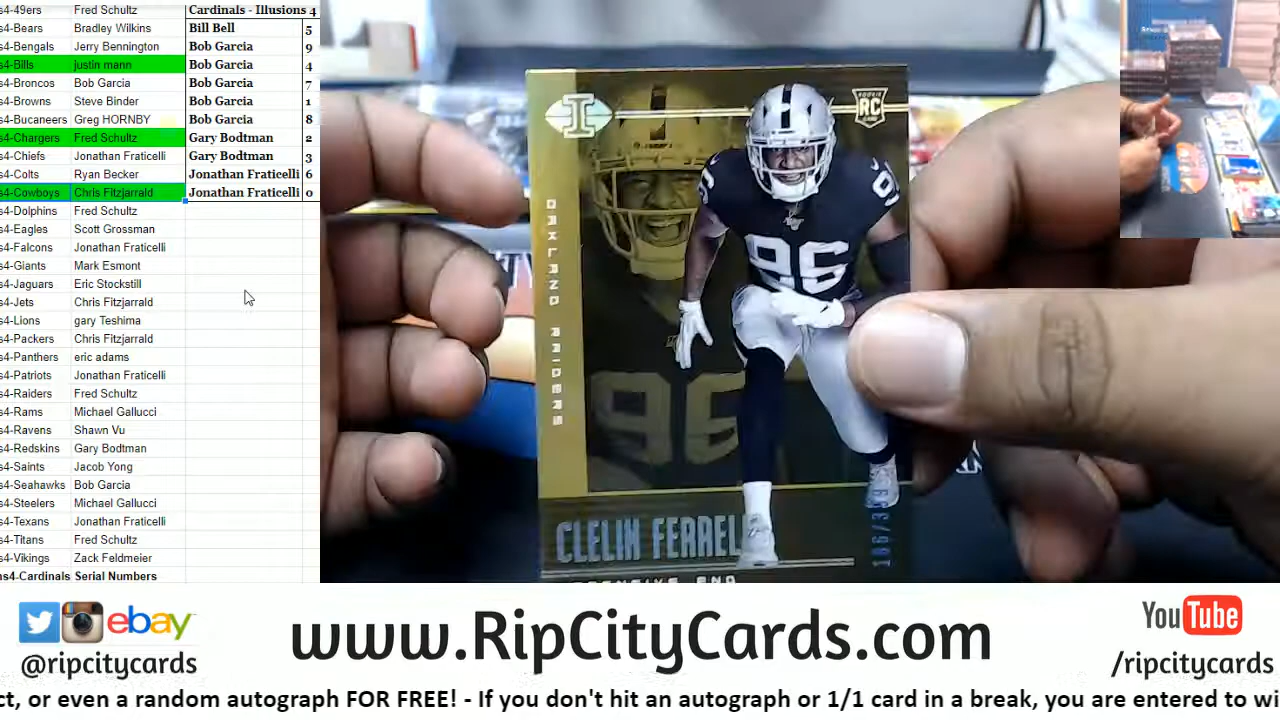 s4-49ers Fred Schultz Cardinals - Illusions 4
s4-Bears Bradley Wilkins Bill Bell 5
s4-Bengals Jerry Bennington Bob Garcia 9
s4-Bills justin mann Bob Garcia 4
s4-Broncos Bob Garcia Bob Garcia 7
s4-Browns Steve Binder Bob Garcia 1
s4-Bucaneers Greg HORNBY Bob Garcia 8
s4-Chargers Fred Schultz Gary Bodtman 2
s4-Chiefs Jonathan Fraticelli Gary Bodtman 3
s4-Colts Ryan Becker Jonathan Fraticelli 6
s4-Cowboys Chris Fitzjarrald Jonathan Fraticelli 0
s4-Dolphins Fred Schultz
s4-Eagles Scott Grossman
s4-Falcons Jonathan Fraticelli
s4-Giants Mark Esmont
s4-Jaguars Eric Stockstill
s4-Jets Chris Fitzjarrald
s4-Lions gary Teshima
s4-Packers Chris Fitzjarrald
s4-Panthers eric adams
s4-Patriots Jonathan Fraticelli
s4-Raiders Fred Schultz
s4-Rams Michael Gallucci
s4-Ravens Shawn Vu
s4-Redskins Gary Bodtman
s4-Saints Jacob Yong
s4-Seahawks Bob Garcia
s4-Steelers Michael Gallucci
s4-Texans Jonathan Fraticelli
s4-Titans Fred Schultz
s4-Vikings Zack Feldmeier
ns4-Cardinals Serial Numbers
I
ROOKIE
RC
OAKLAND RAIDERS
96
96
CLELIN FERRELL
ebay
@ripcitycards
www.RipCityCards.com
YouTube
/ripcitycards
ct, or even a random autograph FOR FREE! - If you don't hit an autograph or 1/1 card in a break, you are entered to wi